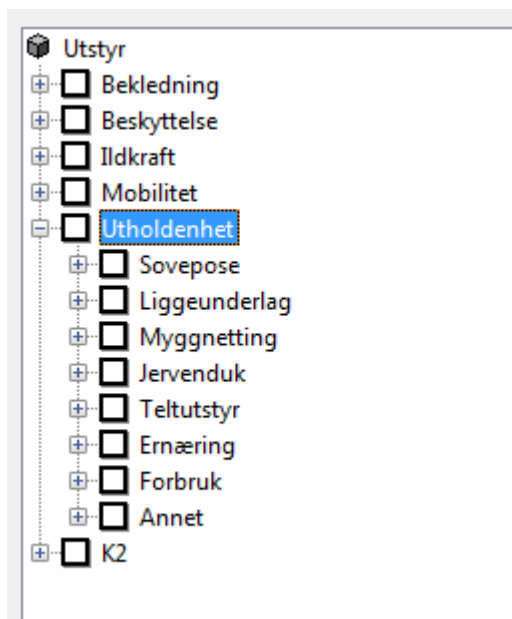 Utstyr
Bekledning
Beskyttelse
Ildkraft
Mobilitet
Utholdenhet
Sovepose
Liggeunderlag
Myggnetting
Jervenduk
Teltutstyr
Ernæring
Forbruk
Annet
K2